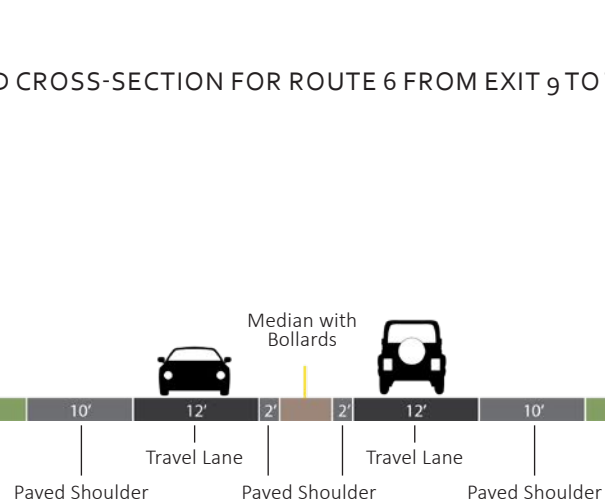 CROSS-SECTION FOR ROUTE 6 FROM EXIT 9 TO
Median with
Bollards
10' 12' 2' 2' 12' 10'
Travel Lane Travel Lane
Paved Shoulder Paved Shoulder Paved Shoulder